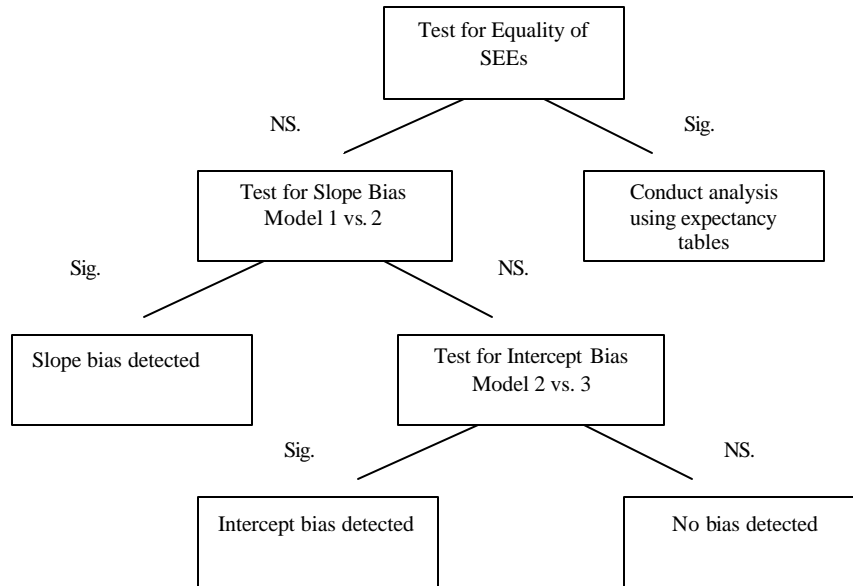 Test for Equality of
SEEs
NS.
Sig.
Test for Slope Bias
Model 1 vs. 2
Conduct analysis
using expectancy
tables
Sig.
NS.
Slope bias detected
Test for Intercept Bias
Model 2 vs. 3
Sig.
NS.
Intercept bias detected
No bias detected